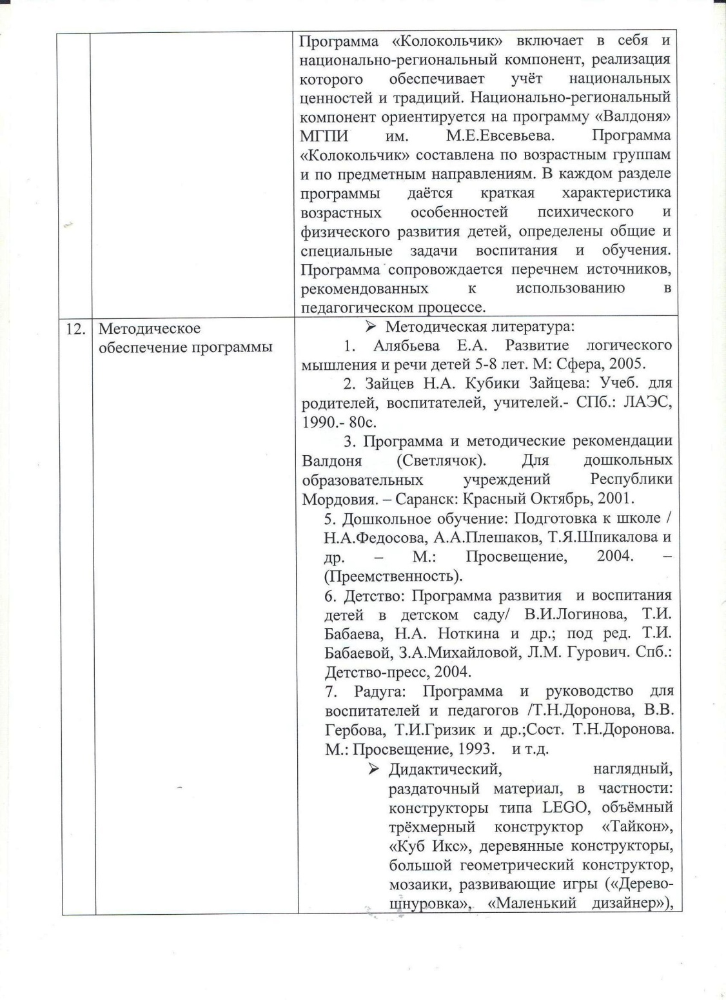 Программа «Колокольчик» включает в себя и
национально-региональный компонент, реализация
которого обеспечивает учёт национальных
ценностей и традиций. Национально-региональный
компонент ориентируется на программу «Валдоня»
МГПИ им. М.Е.Евсевьева. Программа
«Колокольчик» составлена по возрастным группам
и по предметным направлениям. В каждом разделе
программы даётся краткая характеристика
возрастных особенностей психического и
физического развития детей, определены общие и
специальные задачи воспитания и обучения.
Программа сопровождается перечнем источников,
рекомендованных к использованию в
педагогическом процессе.
12. Методическое
обеспечение программы
➢ Методическая литература:
1. Алябьева Е.А. Развитие логического
мышления и речи детей 5-8 лет. М: Сфера, 2005.
2. Зайцев Н.А. Кубики Зайцева: Учеб. для
родителей, воспитателей, учителей.- СПб.: ЛАЭС,
1990.- 80с.
3. Программа и методические рекомендации
Валдоня (Светлячок). Для дошкольных
образовательных учреждений Республики
Мордовия. – Саранск: Красный Октябрь, 2001.
5. Дошкольное обучение: Подготовка к школе /
Н.А.Федосова, А.А.Плешаков, Т.Я.Шпикалова и
др. – М.: Просвещение, 2004. –
(Преемственность).
6. Детство: Программа развития и воспитания
детей в детском саду/ В.И.Логинова, Т.И.
Бабаева, Н.А. Ноткина и др.; под ред. Т.И.
Бабаевой, З.А.Михайловой, Л.М. Гурович. Спб.:
Детство-пресс, 2004.
7. Радуга: Программа и руководство для
воспитателей и педагогов /Т.Н.Доронова, В.В.
Гербова, Т.И.Гризик и др.;Сост. Т.Н.Доронова.
М.: Просвещение, 1993. и т.д.
➢ Дидактический, наглядный,
раздаточный материал, в частности:
конструкторы типа LEGO, объёмный
трёхмерный конструктор «Тайкон»,
«Куб Икс», деревянные конструкторы,
большой геометрический конструктор,
мозаики, развивающие игры («Дерево-
шнуровка», «Маленький дизайнер»),